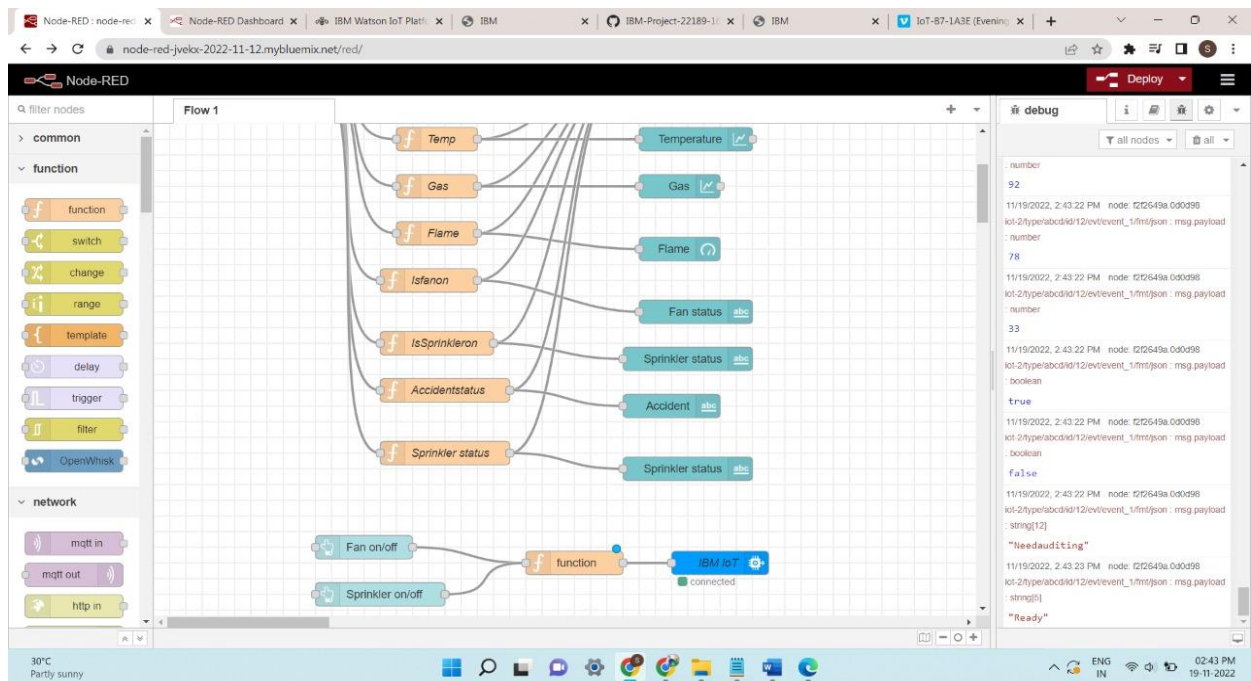 Node-RED : node-red
Node-RED Dashboard
IBM Watson IoT Platf
IBM
IBM-Project-22189-1
IBM
IoT-B7-1A3E (Evening
node-red-jvekx-2022-11-12.mybluemix.net/red/
S
Node-RED
Deploy
filter nodes
common
function
function
switch
change
range
template
delay
trigger
filter
OpenWhisk
network
mqtt in
mqtt out
http in
Flow 1
Temp
Temperature
Gas
Gas
Flame
Flame
Isfanon
Fan status abc
IsSprinkleron
Sprinkler status abc
Accidentstatus
Accident abc
Sprinkler status
Sprinkler status abc
Fan on/off
function
IBM IoT
connected
Sprinkler on/off
debug
i
all nodes
all
: number
92
11/19/2022, 2:43:22 PM node: f2f2649a.0d0d98
iot-2/type/abcd/id/12/evt/event_1/fmt/json : msg.payload
: number
78
11/19/2022, 2:43:22 PM node: f2f2649a.0d0d98
iot-2/type/abcd/id/12/evt/event_1/fmt/json : msg.payload
: number
33
11/19/2022, 2:43:22 PM node: f2f2649a.0d0d98
iot-2/type/abcd/id/12/evt/event_1/fmt/json : msg.payload
: boolean
true
11/19/2022, 2:43:22 PM node: f2f2649a.0d0d98
iot-2/type/abcd/id/12/evt/event_1/fmt/json : msg.payload
: boolean
false
11/19/2022, 2:43:22 PM node: f2f2649a.0d0d98
iot-2/type/abcd/id/12/evt/event_1/fmt/json : msg.payload
: string[12]
"Needauditing"
11/19/2022, 2:43:23 PM node: f2f2649a.0d0d98
iot-2/type/abcd/id/12/evt/event_1/fmt/json : msg.payload
: string[5]
"Ready"
30°C
Partly sunny
ENG
IN
02:43 PM
19-11-2022